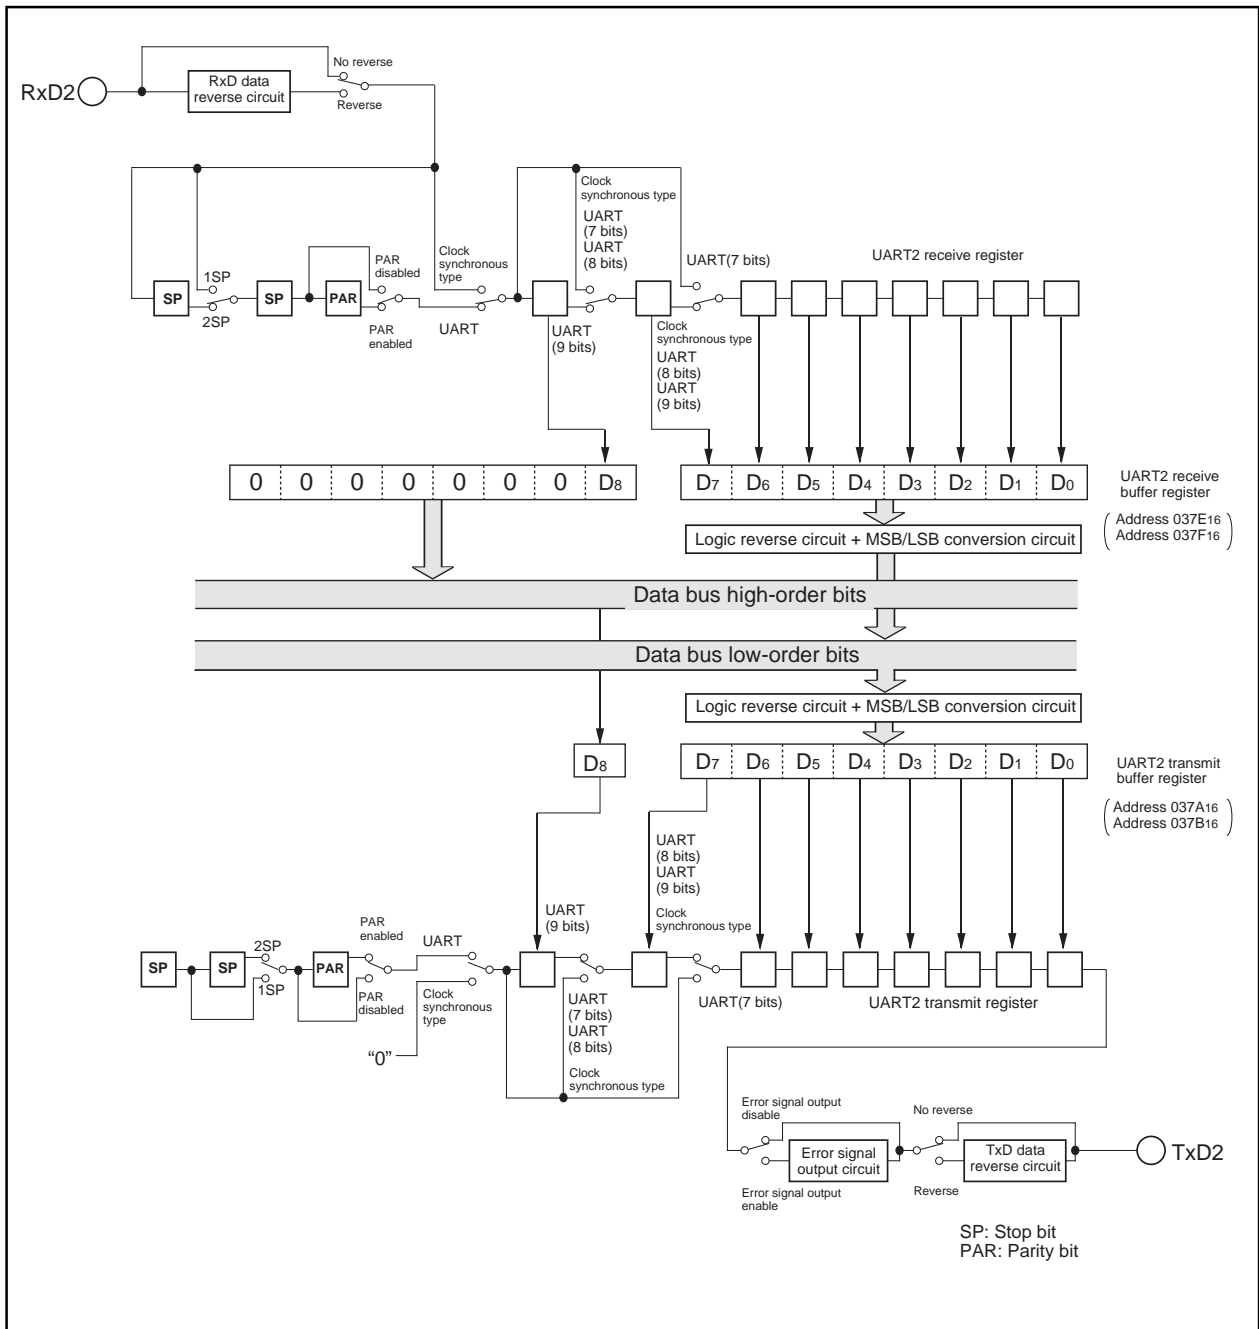 No reverse
RxD2
RxD data
reverse circuit
Reverse
Clock
synchronous type
UART
(7 bits)
UART
(8 bits)
UART(7 bits)
UART2 receive register
PAR
disabled
Clock
synchronous
type
1SP
SP
SP
PAR
2SP
PAR
enabled
UART
UART
(9 bits)
Clock
synchronous type
UART
(8 bits)
UART
(9 bits)
0 0 0 0 0 0 0 D8
D7 D6 D5 D4 D3 D2 D1 D0
UART2 receive
buffer register
Address 037E16
Address 037F16
Logic reverse circuit + MSB/LSB conversion circuit
Data bus high-order bits
Data bus low-order bits
Logic reverse circuit + MSB/LSB conversion circuit
D8
D7 D6 D5 D4 D3 D2 D1 D0
UART2 transmit
buffer register
Address 037A16
Address 037B16
UART
(8 bits)
UART
(9 bits)
Clock
synchronous type
UART
(9 bits)
PAR
enabled
UART
2SP
SP
SP
PAR
1SP
PAR
disabled
Clock
synchronous
type
“0”
UART
(7 bits)
UART
(8 bits)
Clock
synchronous type
UART(7 bits)
UART2 transmit register
Error signal output
disable
No reverse
Error signal
output circuit
TxD data
reverse circuit
TxD2
Error signal output
enable
Reverse
SP: Stop bit
PAR: Parity bit